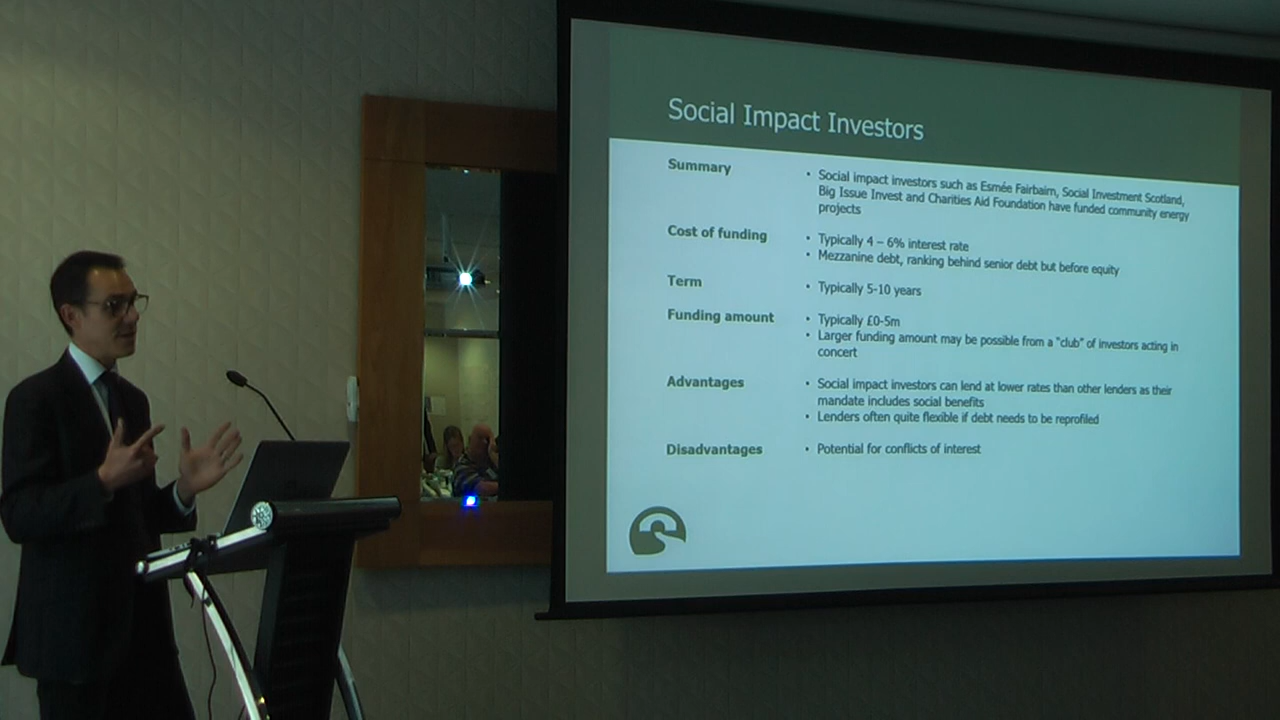 Social Impact Investors
Summary
• Social impact investors such as Esmée Fairbairn, Social Investment Scotland,
Big Issue Invest and Charities Aid Foundation have funded community energy
projects
Cost of funding
• Typically 4 – 6% interest rate
• Mezzanine debt, ranking behind senior debt but before equity
Term
• Typically 5-10 years
Funding amount
• Typically £0-5m
• Larger funding amount may be possible from a "club" of investors acting in
concert
Advantages
• Social impact investors can lend at lower rates than other lenders as their
mandate includes social benefits
• Lenders often quite flexible if debt needs to be reprofiled
Disadvantages
• Potential for conflicts of interest